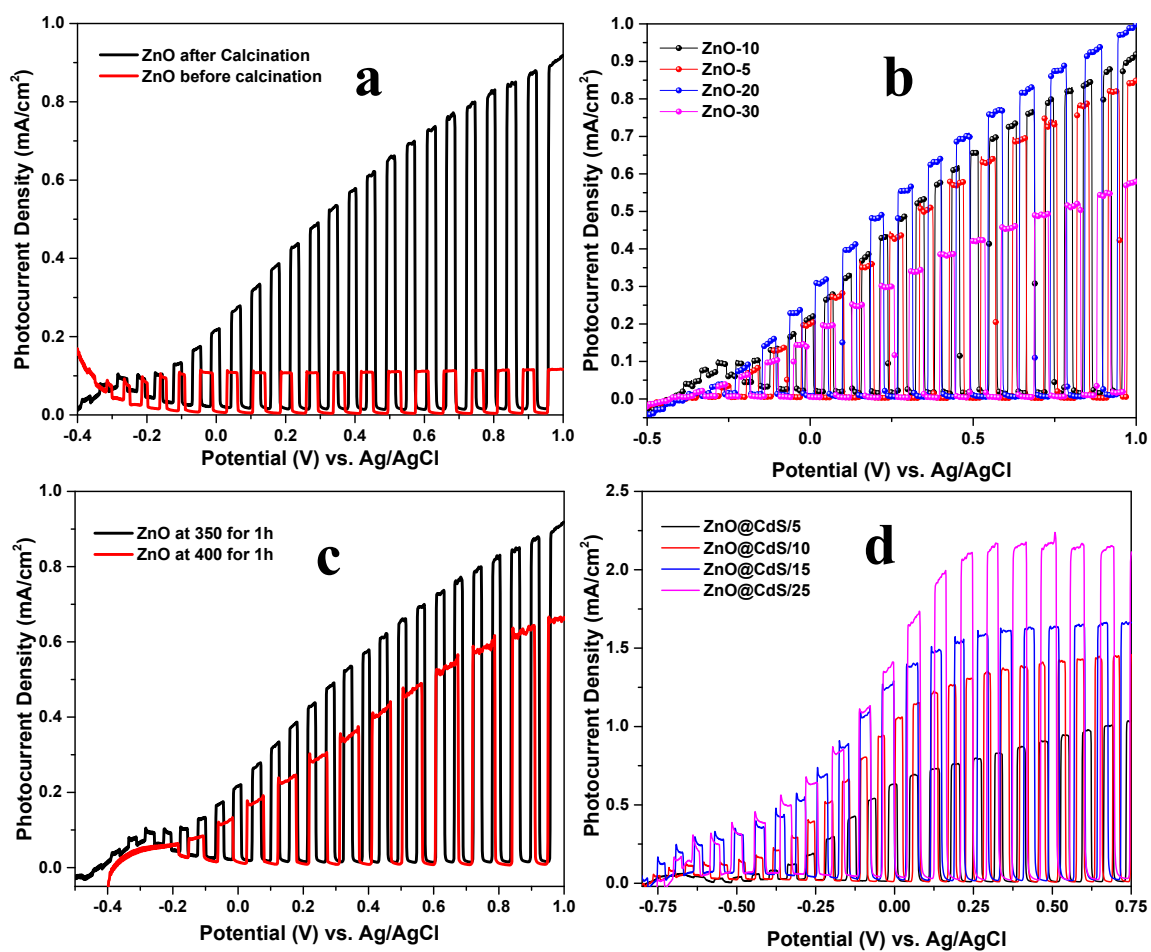 a
ZnO after Calcination
ZnO before calcination
Photocurrent Density (mA/cm²)
1.0
0.8
0.6
0.4
0.2
0.0
-0.4 -0.2 0.0 0.2 0.4 0.6 0.8 1.0
Potential (V) vs. Ag/AgCl
b
ZnO-10
ZnO-5
ZnO-20
ZnO-30
Photocurrent Density (mA/cm²)
1.0
0.9
0.8
0.7
0.6
0.5
0.4
0.3
0.2
0.1
0.0
-0.5 0.0 0.5 1.0
Potential (V) vs. Ag/AgCl
c
ZnO at 350 for 1h
ZnO at 400 for 1h
Photocurrent Density (mA/cm²)
1.0
0.8
0.6
0.4
0.2
0.0
-0.4 -0.2 0.0 0.2 0.4 0.6 0.8 1.0
Potential (V) vs. Ag/AgCl
d
ZnO@CdS/5
ZnO@CdS/10
ZnO@CdS/15
ZnO@CdS/25
Photocurrent Density (mA/cm²)
2.5
2.0
1.5
1.0
0.5
0.0
-0.75 -0.50 -0.25 0.00 0.25 0.50 0.75
Potential (V) vs. Ag/AgCl